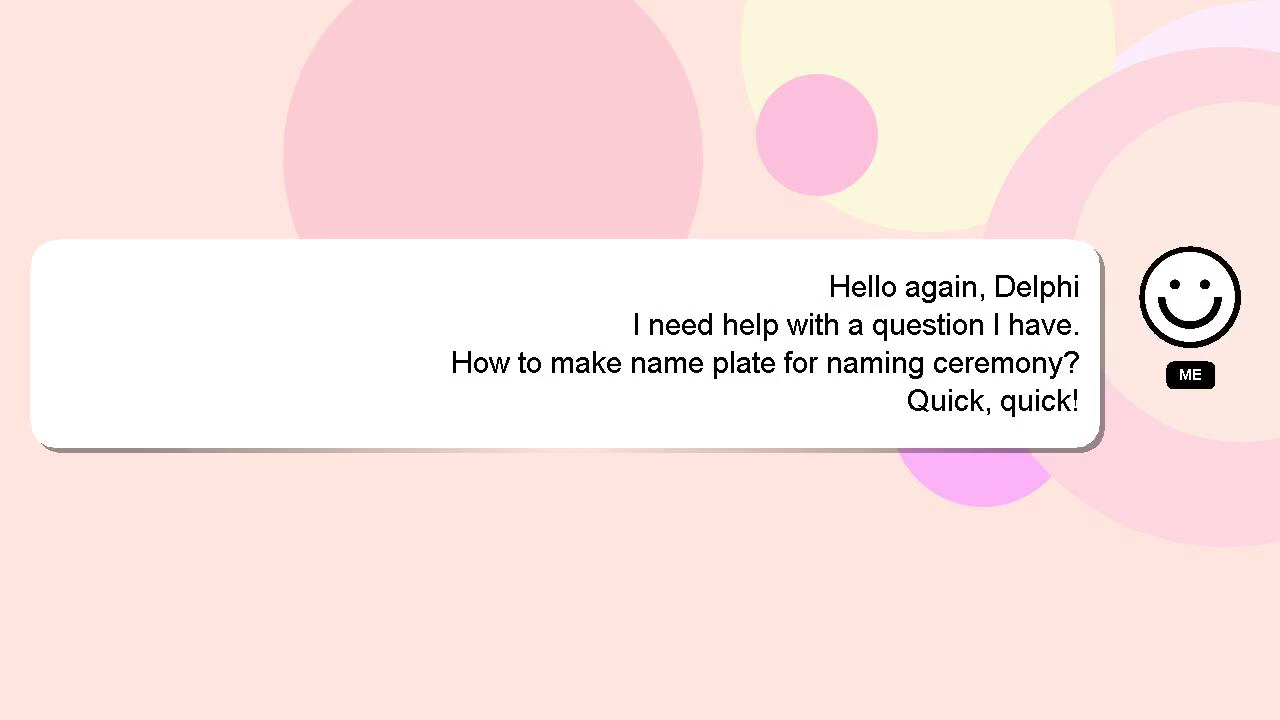 Hello again, Delphi
I need help with a question I have.
How to make name plate for naming ceremony?
Quick, quick!
ME